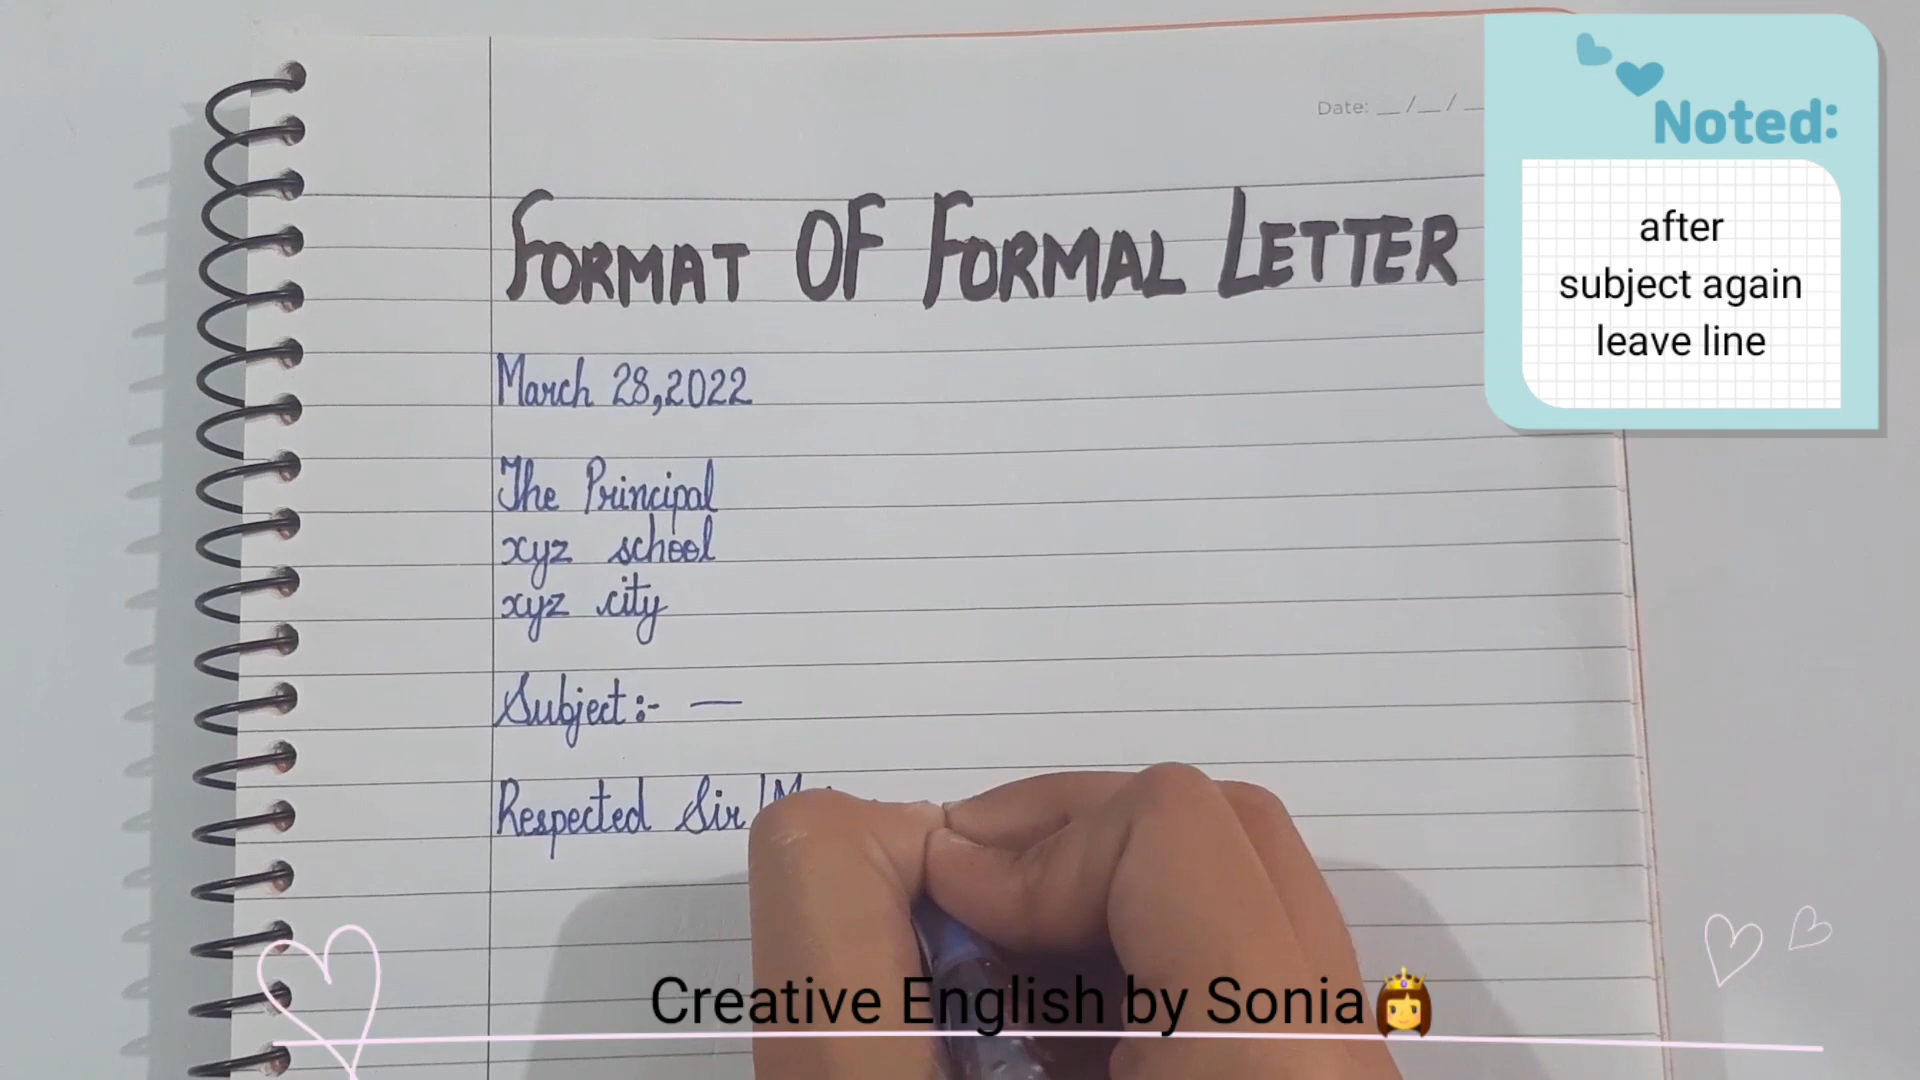 Date: __/__/__
Noted:
after
subject again
leave line
FORMAT OF FORMAL LETTER
March 28,2022
The Principal
xyz school
xyz city
Subject:- —
Respected Sir/
Creative English by Sonia👸